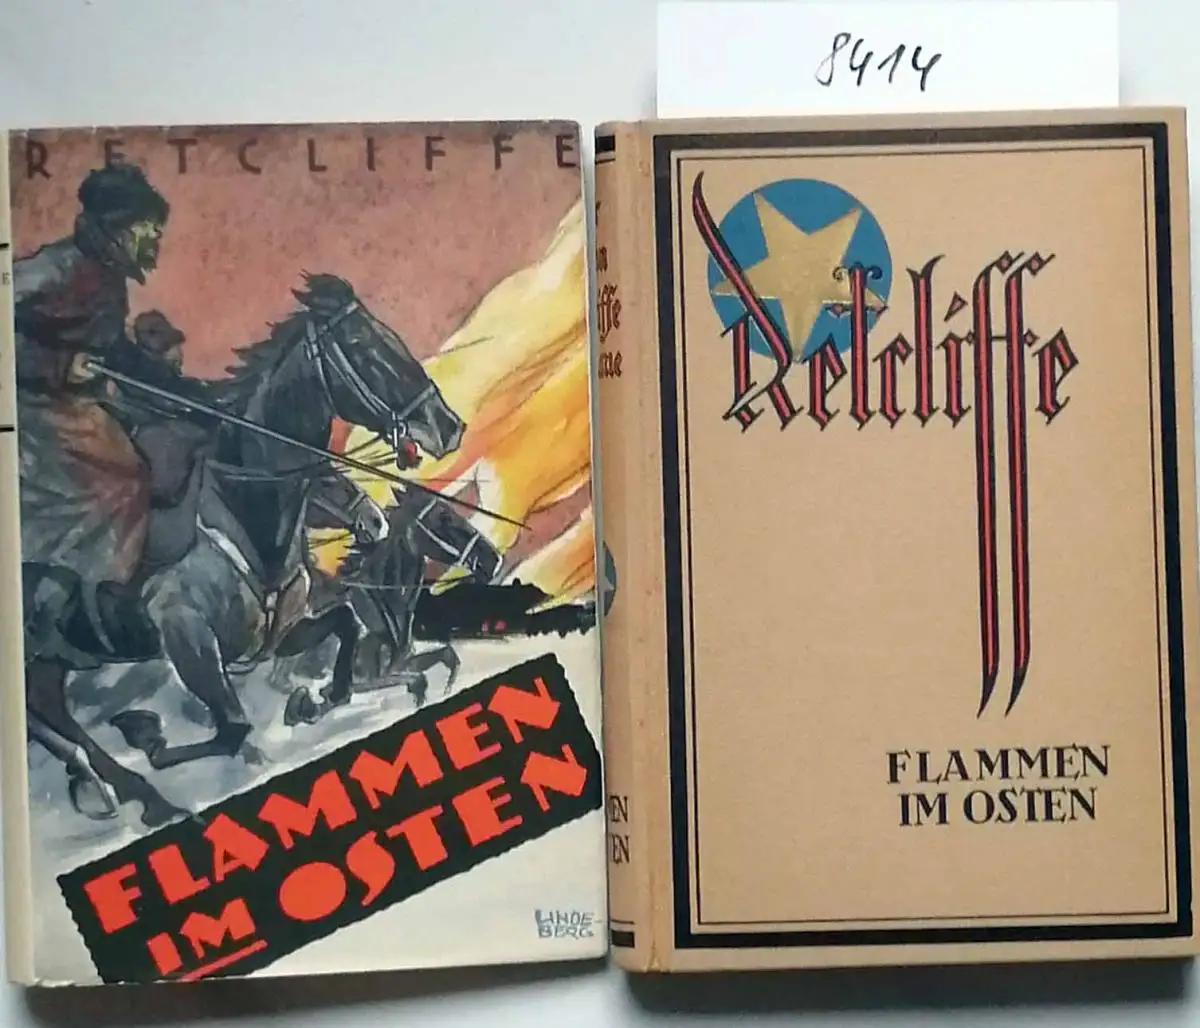 8414
RETCLIFFE
FLAMMEN
IM OSTEN
LINDE-
BERG
Retcliffe
FLAMMEN
IM OSTEN